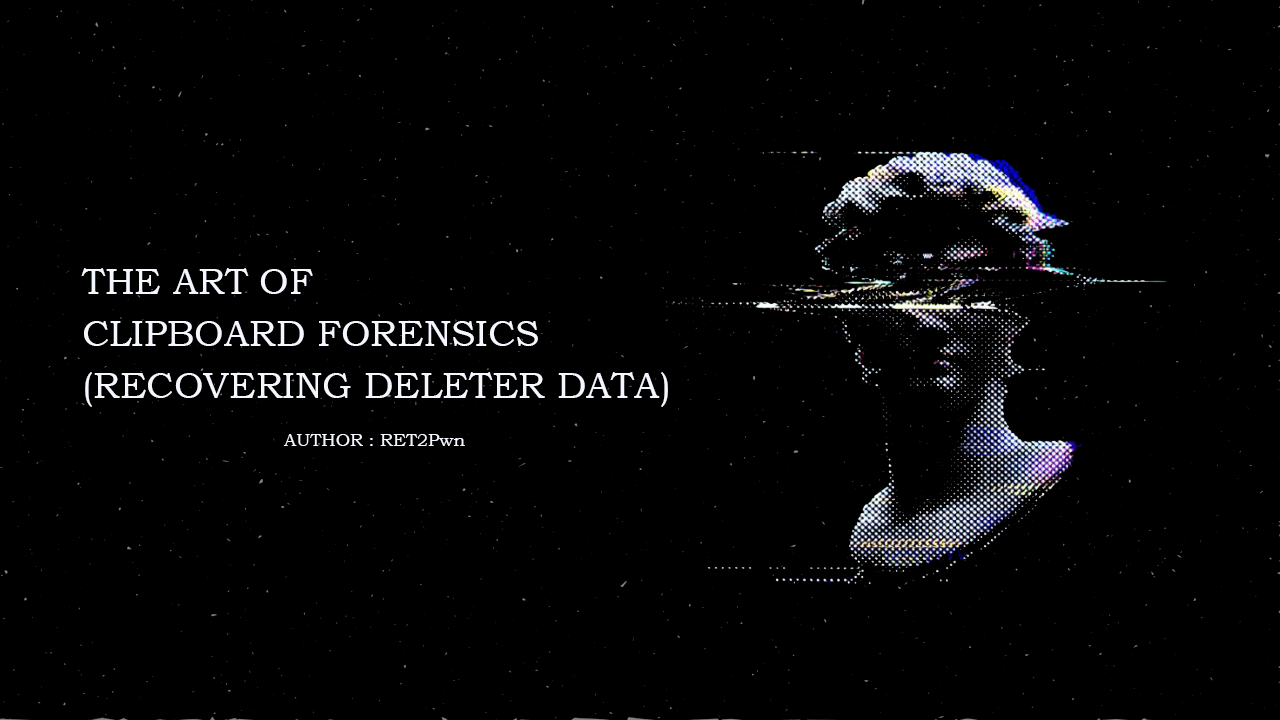 THE ART OF
CLIPBOARD FORENSICS
(RECOVERING DELETER DATA)
AUTHOR : RET2Pwn